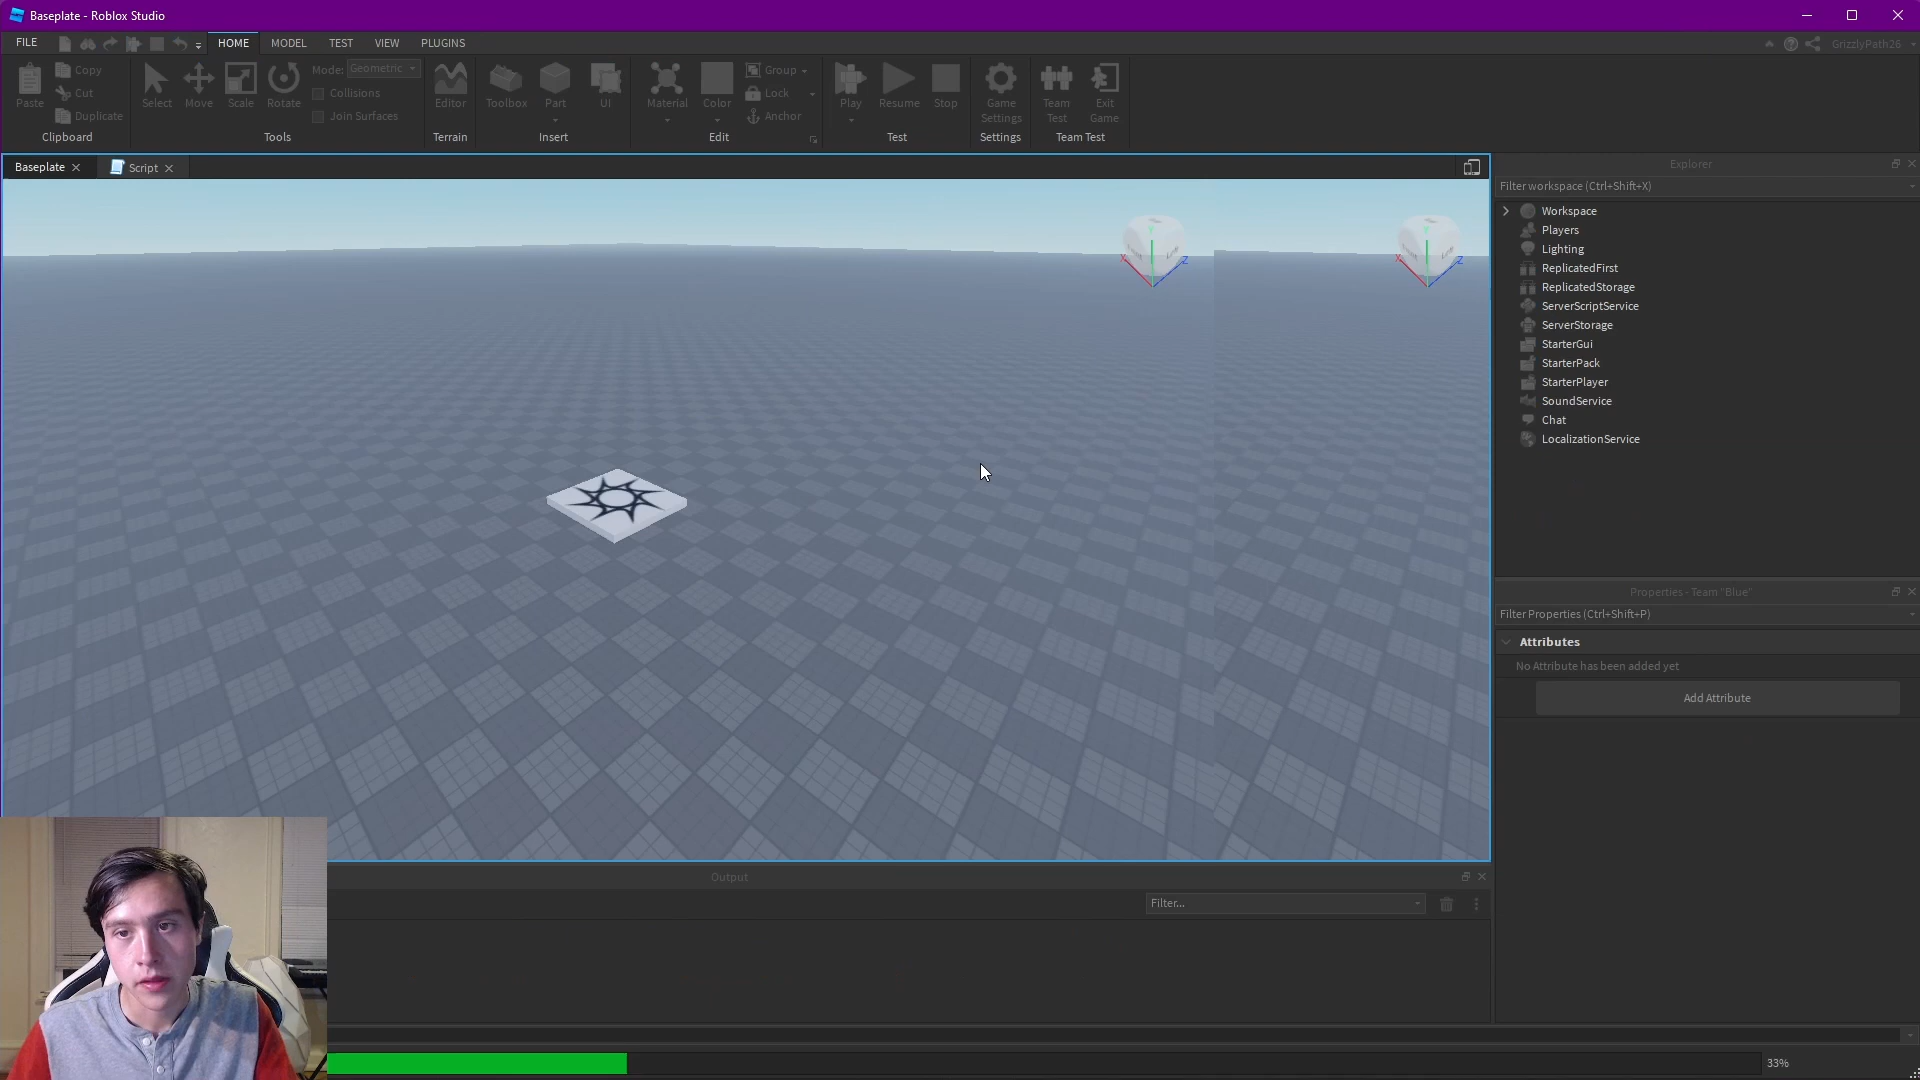 Baseplate - Roblox Studio
FILE
HOME
MODEL
TEST
VIEW
PLUGINS
GrizzlyPath26
Paste
Copy
Cut
Duplicate
Clipboard
Select
Move
Scale
Rotate
Mode: Geometric
Collisions
Join Surfaces
Tools
Editor
Terrain
Toolbox
Part
UI
Insert
Material
Color
Group
Lock
Anchor
Edit
Play
Resume
Stop
Test
Game
Settings
Settings
Team
Test
Exit
Game
Team Test
Baseplate
Script
X
Y
Z
X
Y
Z
Explorer
Filter workspace (Ctrl+Shift+X)
Workspace
Players
Lighting
ReplicatedFirst
ReplicatedStorage
ServerScriptService
ServerStorage
StarterGui
StarterPack
StarterPlayer
SoundService
Chat
LocalizationService
Properties - Team "Blue"
Filter Properties (Ctrl+Shift+P)
Attributes
No Attribute has been added yet
Add Attribute
Output
Filter...
33%